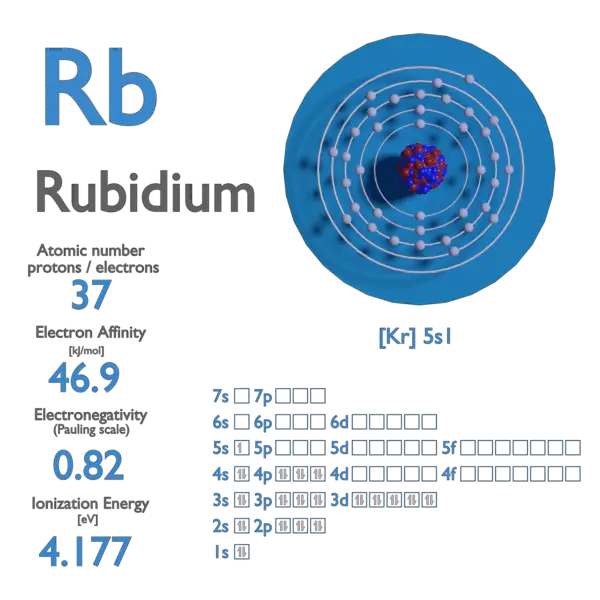 Rb
Rubidium
Atomic number
protons / electrons
37
Electron Affinity
[kJ/mol]
46.9
Electronegativity
(Pauling scale)
0.82
Ionization Energy
[eV]
4.177
[Kr] 5s1
7s 7p
6s 6p 6d
5s 5p 5d 5f
4s 4p 4d 4f
3s 3p 3d
2s 2p
1s